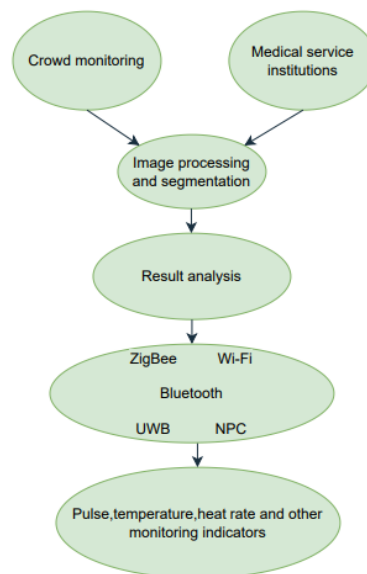 Crowd monitoring
Medical service
institutions
Image processing
and segmentation
Result analysis
ZigBee Wi-Fi
Bluetooth
UWB NPC
Pulse,temperature,heat rate and other
monitoring indicators